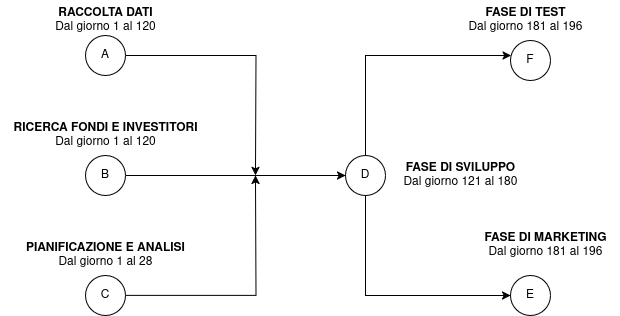 RACCOLTA DATI
Dal giorno 1 al 120
A
RICERCA FONDI E INVESTITORI
Dal giorno 1 al 120
B
PIANIFICAZIONE E ANALISI
Dal giorno 1 al 28
C
D
FASE DI SVILUPPO
Dal giorno 121 al 180
FASE DI TEST
Dal giorno 181 al 196
F
FASE DI MARKETING
Dal giorno 181 al 196
E